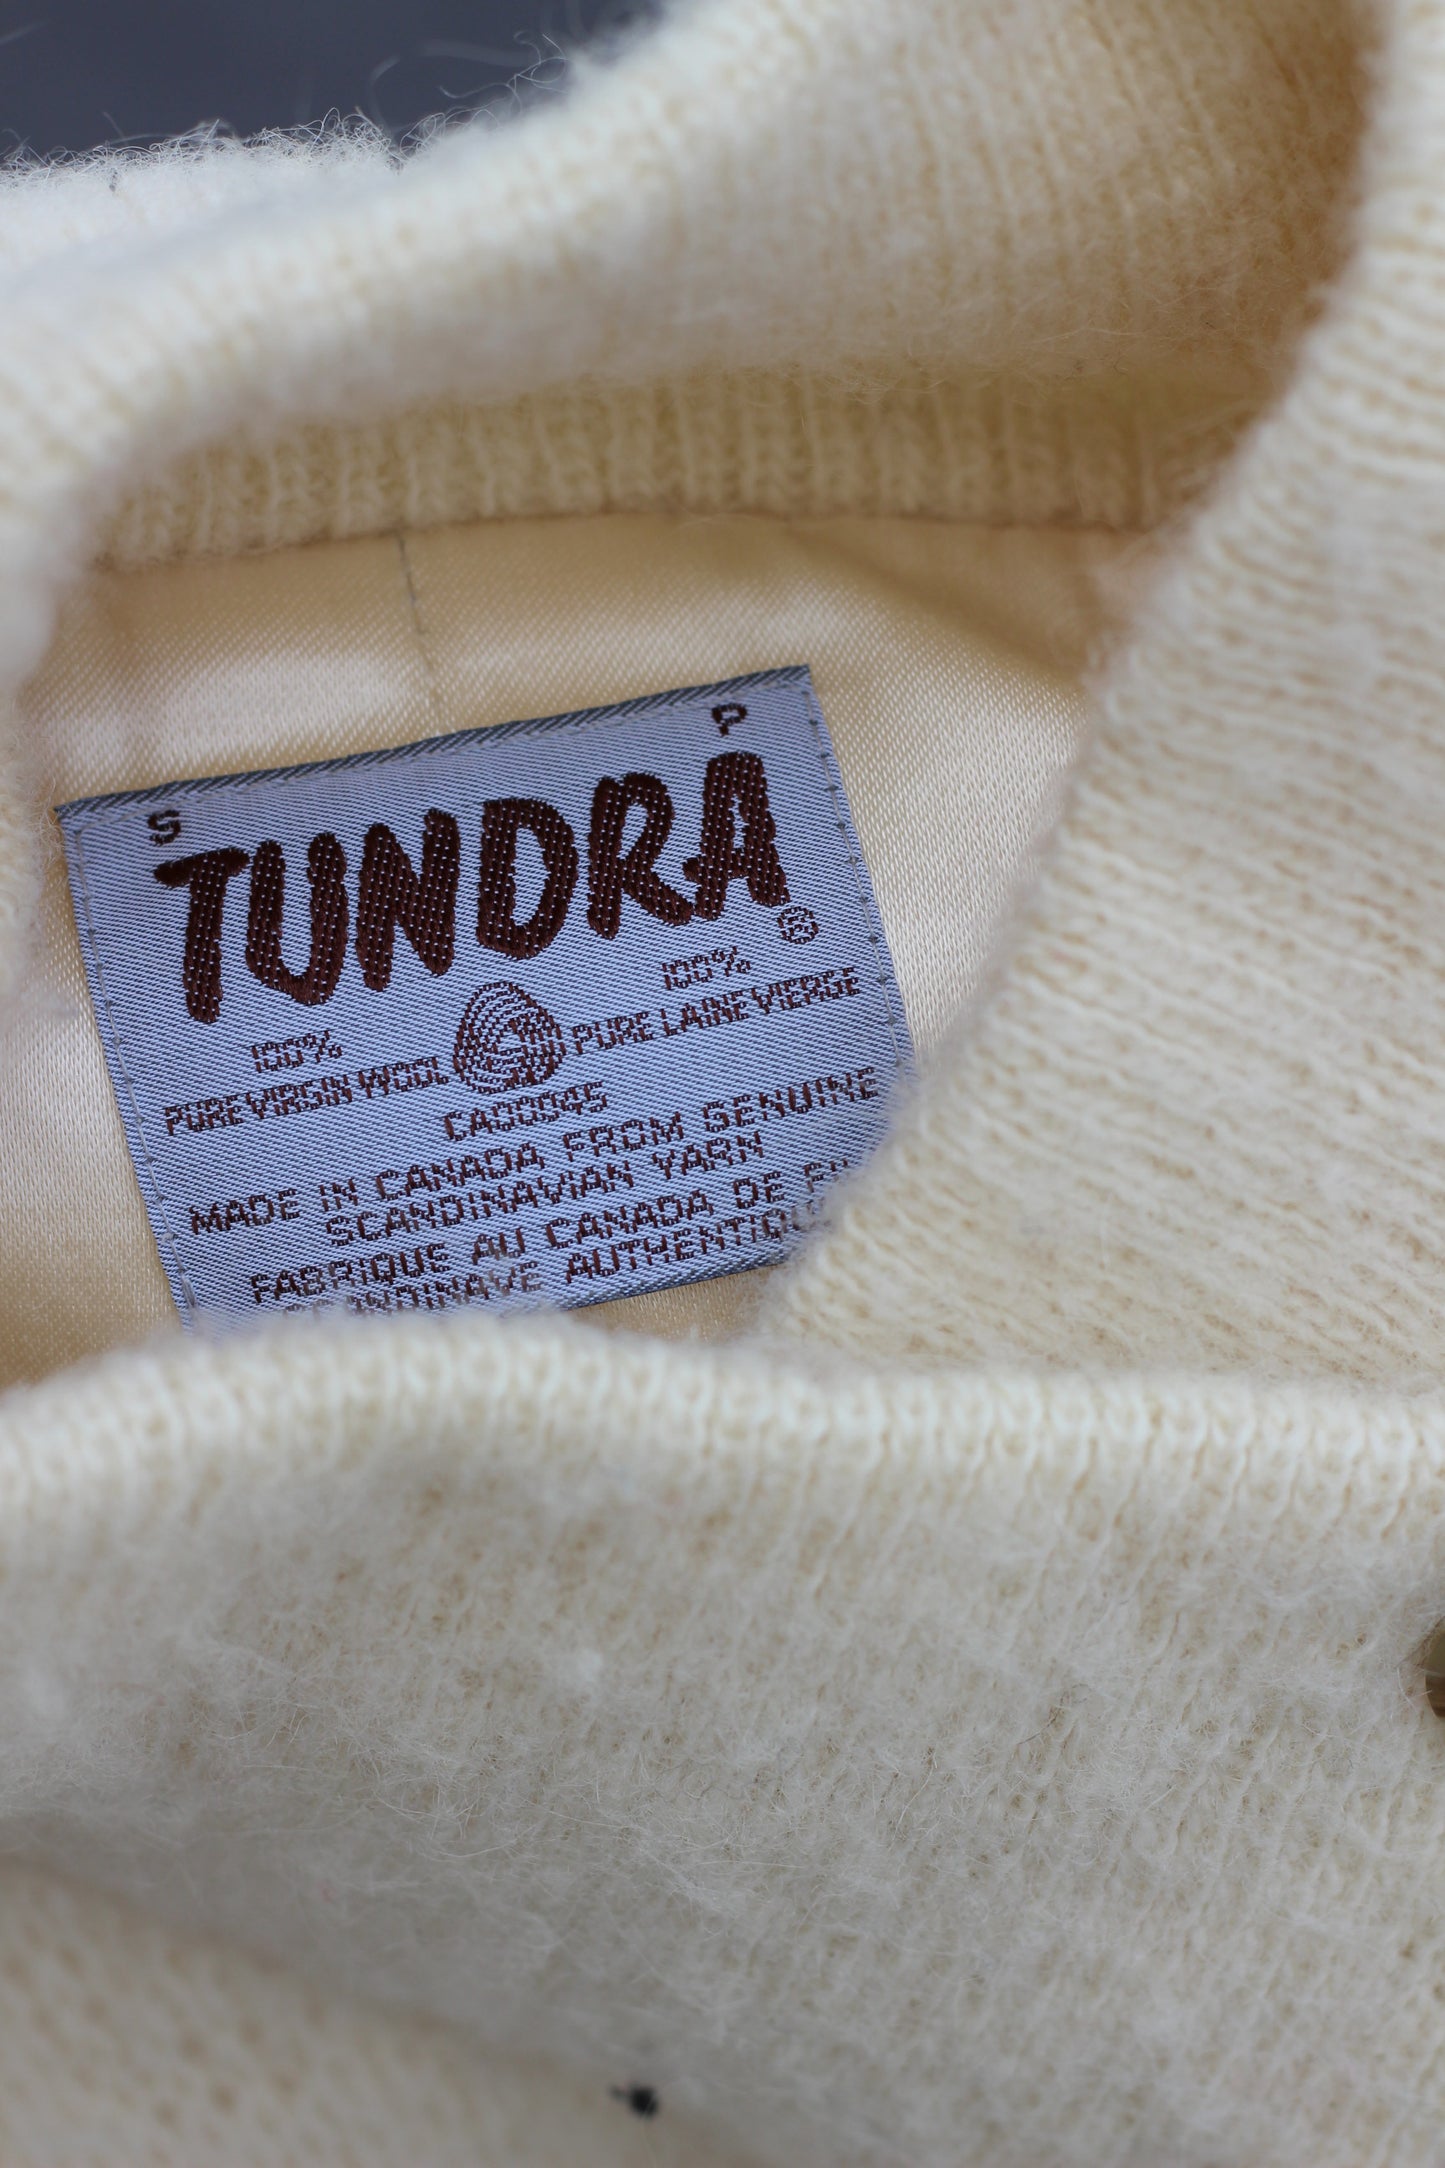 S P
TUNDRA
®
100% 100%
PURE VIRGIN WOOL PURE LAINE VIERGE
CA00045
MADE IN CANADA FROM GENUINE
SCANDINAVIAN YARN
FABRIQUE AU CANADA DE
SCANDINAVE